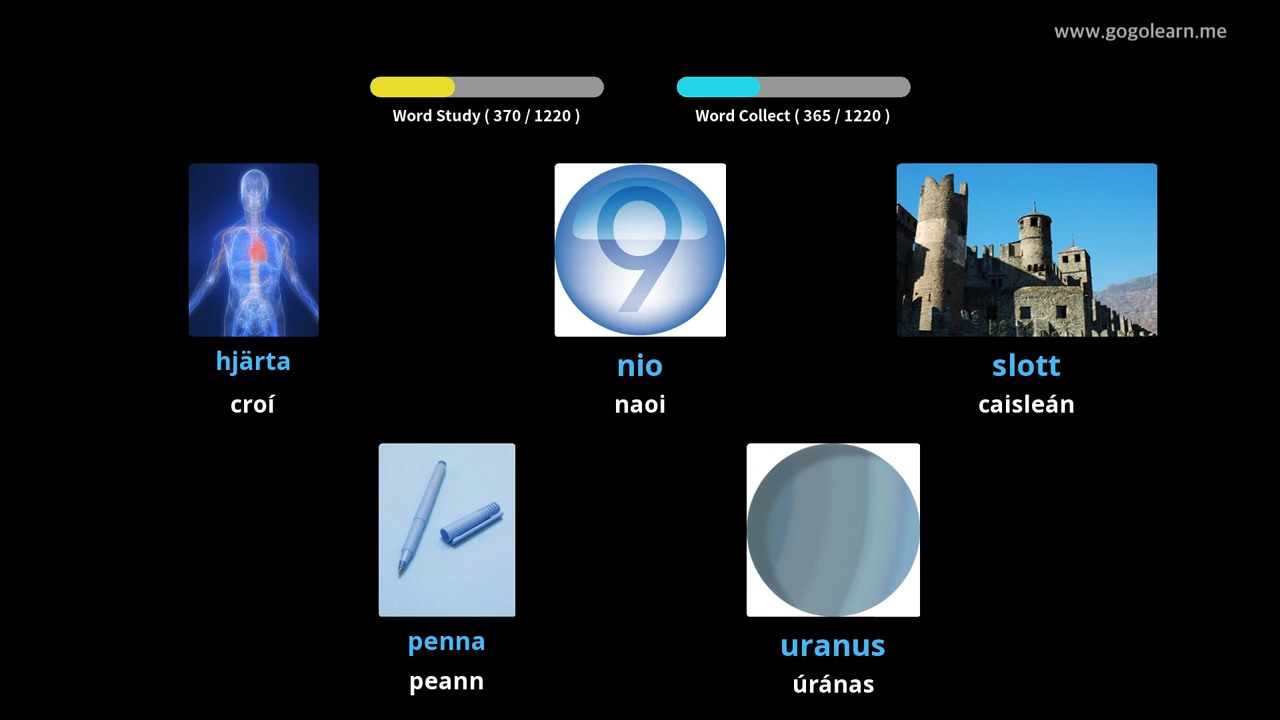 www.gogolearn.me
Word Study ( 370 / 1220 )
Word Collect ( 365 / 1220 )
9
hjärta
croí
nio
naoi
slott
caisleán
penna
peann
uranus
úránas